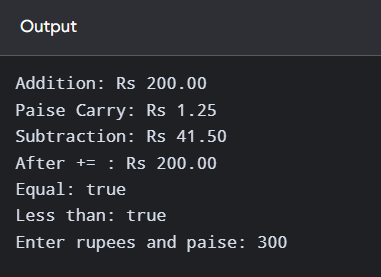 Output
Addition: Rs 200.00
Paise Carry: Rs 1.25
Subtraction: Rs 41.50
After += : Rs 200.00
Equal: true
Less than: true
Enter rupees and paise: 300